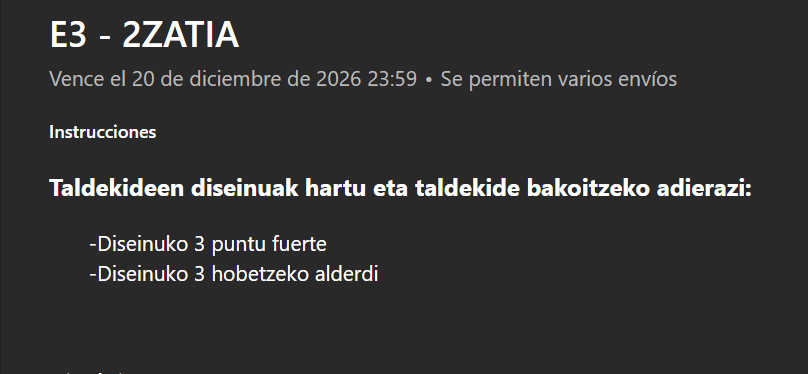 E3 - 2ZATIA
Vence el 20 de diciembre de 2026 23:59 • Se permiten varios envíos
Instrucciones
Taldekideen diseinuak hartu eta taldekide bakoitzeko adierazi:
-Diseinuko 3 puntu fuerte
-Diseinuko 3 hobetzeko alderdi